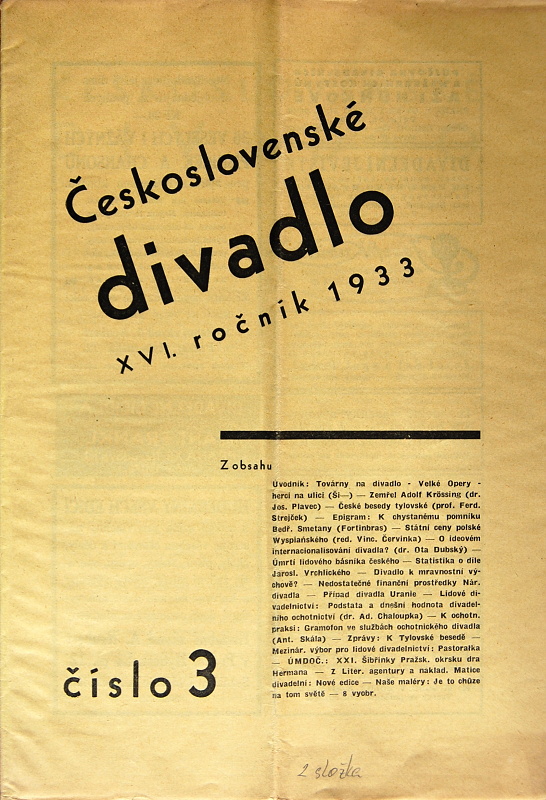 Československé
divadlo
XVI. ročník 1933
Z obsahu
Úvodník: Továrny na divadlo - Velké Opery -
herci na ulici (Ši—) — Zemřel Adolf Krössing (dr.
Jos. Plavec) — České besedy tylovské (prof. Ferd.
Strejček) — Epigram: K chystanému pomníku
Bedř. Smetany (Fortinbras) — Státní ceny polské
Wyspiańského (red. Vinc. Červinka) — O ideovém
internacionalisování divadla? (dr. Ota Dubský) —
Úmrtí lidového básníka českého — Statistika o díle
Jarosl. Vrchlického — Divadlo k mravnostní vý-
chově? — Nedostatečné finanční prostředky Nár.
divadla — Případ divadla Uranie — Lidové di-
vadelnictví: Podstata a dnešní hodnota divadel-
ního ochotnictví (dr. Ad. Chaloupka) — K ochotn.
praksi: Gramofon ve službách ochotnického divadla
(Ant. Skála) — Zprávy: K Tylovské besedě —
Mezinár. výbor pro lidové divadelnictví: Pastorałka
— ÚMDOČ.: XXI. Šibřinky Pražsk. okrsku dra
Heřmana — Z Liter. agentury a naklad. Matice
divadelní: Nové edice — Naše maléry: Je to chůze
na tom světě — 8 vyobr.
číslo 3
2 složka